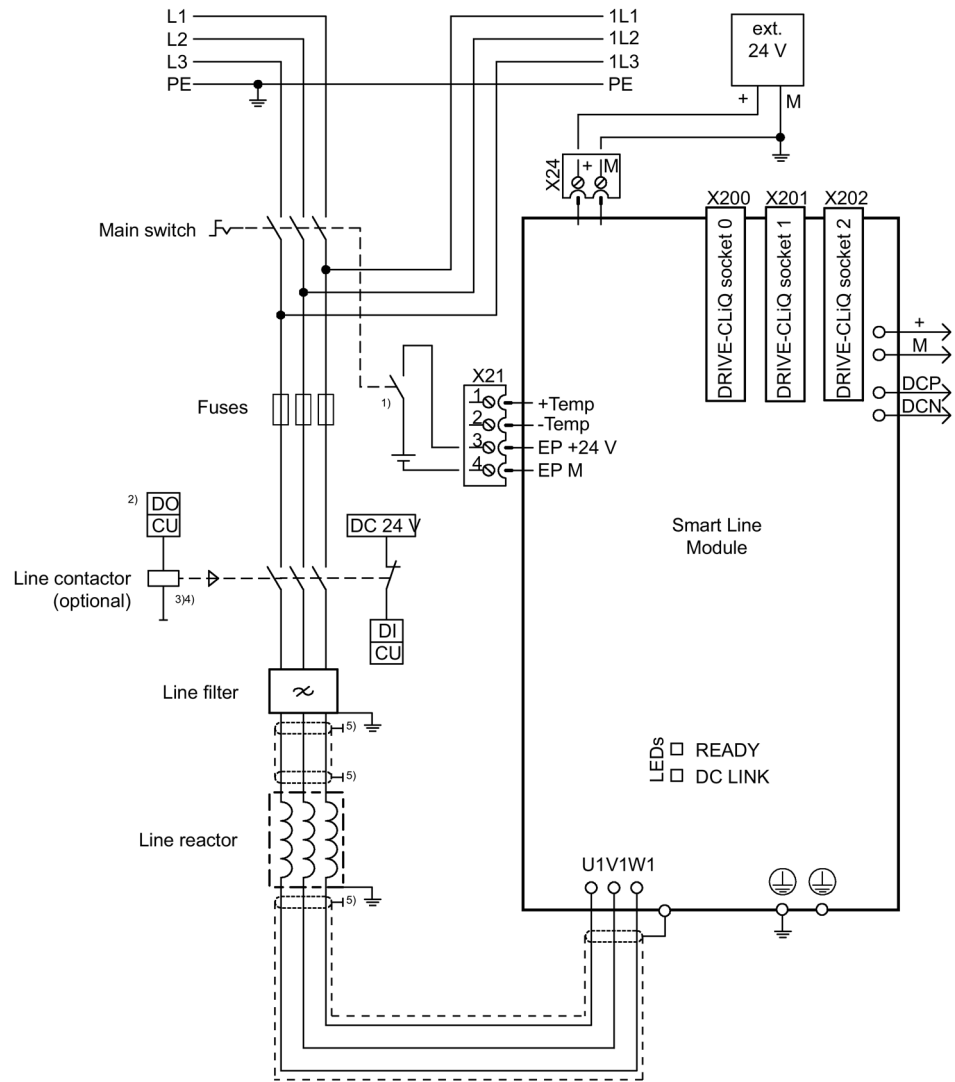 L1
L2
L3
PE
1L1
1L2
1L3
PE
ext.
24 V
+
M
X24
+ M
X200
X201
X202
DRIVE-CLiQ socket 0
DRIVE-CLiQ socket 1
DRIVE-CLiQ socket 2
Main switch
+
M
DCP
DCN
1)
X21
1
2
3
4
+Temp
-Temp
EP +24 V
EP M
Fuses
2)
DO
CU
DC 24 V
Smart Line
Module
Line contactor
(optional)
3)4)
DI
CU
Line filter
5)
5)
LEDs
READY
DC LINK
Line reactor
5)
U1V1W1